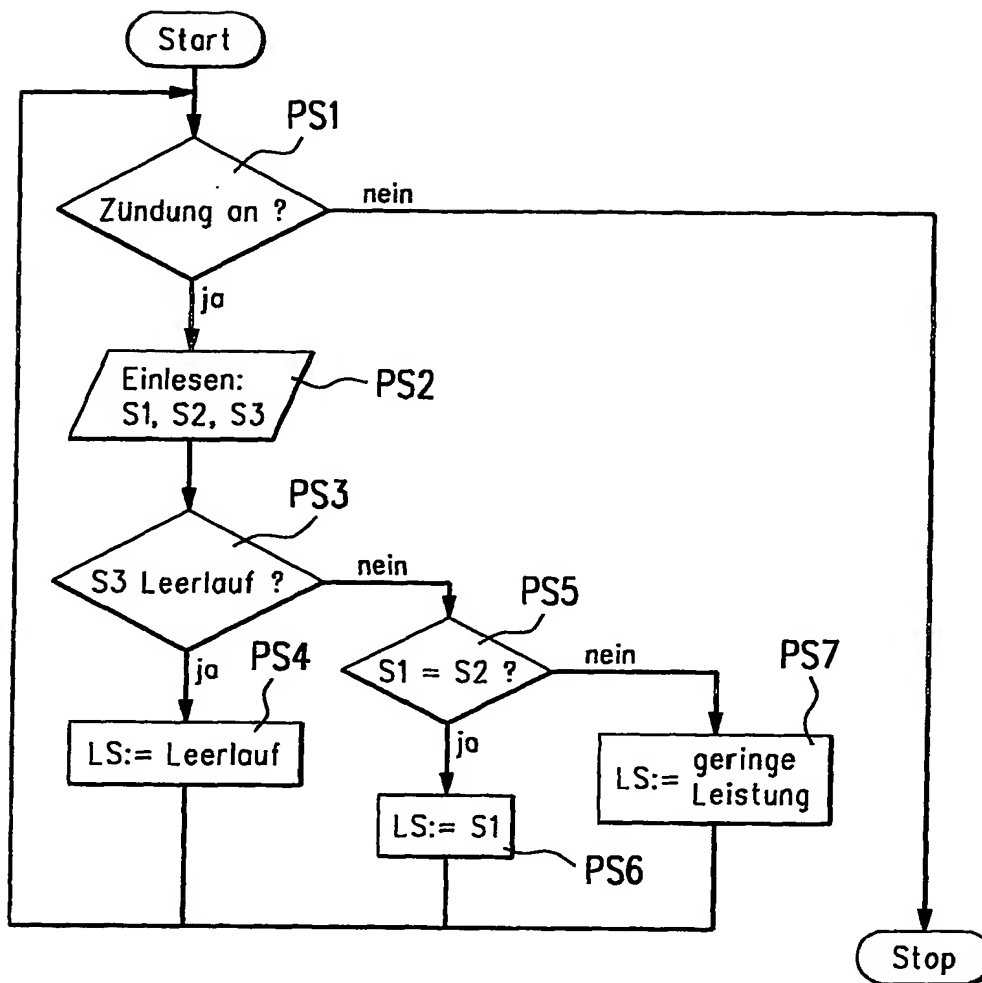 Start
PS1
Zündung an ?
nein
ja
Einlesen:
S1, S2, S3
PS2
PS3
S3 Leerlauf ?
nein
ja
PS5
S1 = S2 ?
nein
ja
PS4
LS:= Leerlauf
PS7
LS:= geringe
Leistung
LS:= S1
PS6
Stop